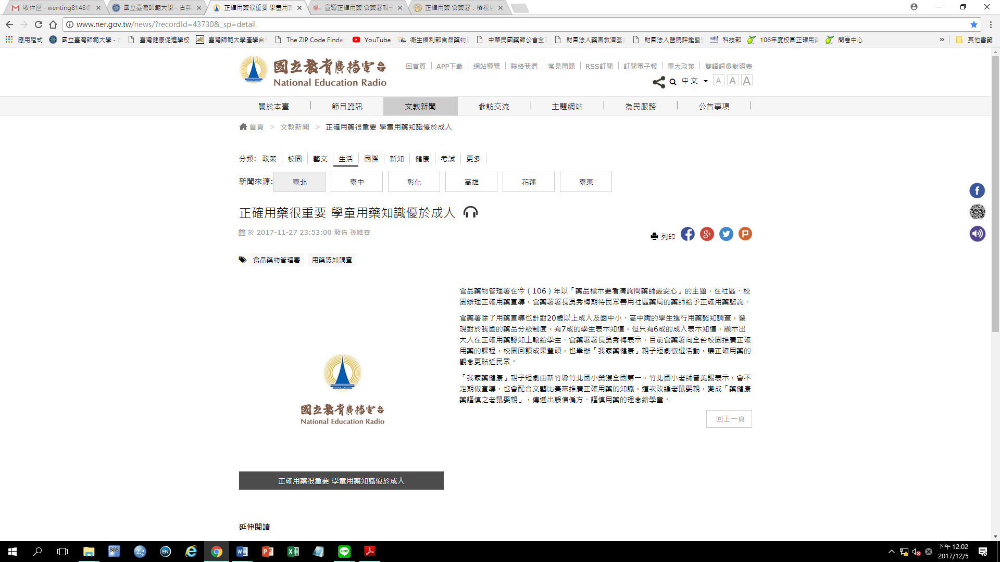 收件匣 - wenting8148@
國立臺灣師範大學 - 古典
正確用藥很重要 學童用藥
宣導正確用藥 食藥署親子
正確用藥 食藥署：檢視包
www.ner.gov.tw/news/?recordId=43730&_sp=detail
應用程式
國立臺灣師範大學 - 古
臺灣健康促進學校
臺灣師範大學產學合
The ZIP Code Finder
YouTube
衛生福利部食品藥物管
中華民國藥師公會全國
財團法人藥害救濟基金
財團法人醫院評鑑暨
科技部
106年度校園正確用藥
問卷中心
»
其他書籤
國立教育廣播電台
National Education Radio
回首頁 APP下載 網站導覽 聯絡我們 常見問題 RSS訂閱 訂閱電子報 重大政策 雙語詞彙對照表
中文 A A A
關於本臺 節目資訊 文教新聞 參訪交流 主題網站 為民服務 公告事項
首頁 > 文教新聞 > 正確用藥很重要 學童用藥知識優於成人
分類: 政策 校園 藝文 生活 國際 新知 健康 考試 更多
新聞來源: 臺北 臺中 彰化 高雄 花蓮 臺東
正確用藥很重要 學童用藥知識優於成人
於 2017-11-27 23:53:00 發佈 孫唯容
列印
食品藥物管理署 用藥認知調查
食品藥物管理署在今（106）年以「藥品標示要看清詢問藥師最安心」的主題，在社區、校
園辦理正確用藥宣導，食藥署署長吳秀梅期待民眾善用社區藥局的藥師給予正確用藥諮詢。
食藥署除了用藥宣導也針對20歲以上成人及國中小、高中職的學生進行用藥認知調查，發
現對於我國的藥品分級制度，有7成的學生表示知道，但只有6成的成人表示知道，顯示出
大人在正確用藥認知上輸給學生。食藥署署長吳秀梅表示，目前食藥署向全台校園推廣正確
用藥的課程，校園回饋成果豐碩，也舉辦「我家藥健康」親子短劇徵選活動，讓正確用藥的
觀念更貼近民眾。
「我家藥健康」親子短劇由新竹縣竹北國小榮獲全國第一，竹北國小老師曾美錫表示，會不
定期做宣導，也會配合文藝比賽來推廣正確用藥的知識，這次改編老鼠娶親，變成「藥健康
藥謹慎之老鼠娶親」，傳遞出誤信偏方、謹慎用藥的理念給學童。
回上一頁
國立教育廣播電台
National Education Radio
正確用藥很重要 學童用藥知識優於成人
延伸閱讀
下午 12:02
2017/12/5